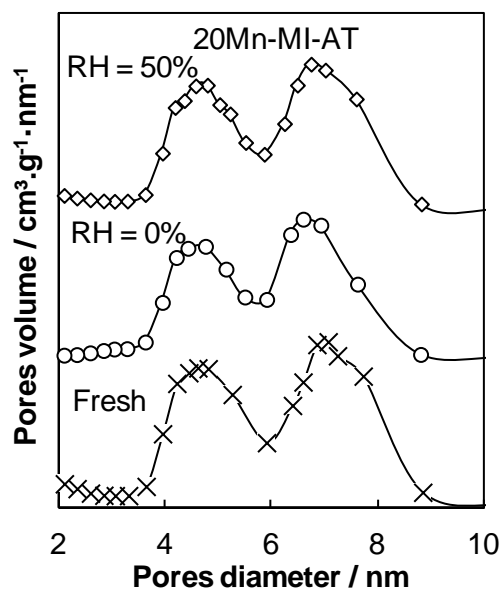 20Mn-MI-AT
RH = 50%
RH = 0%
Fresh
Pores volume / cm³.g⁻¹·nm⁻¹
2 4 6 8 10
Pores diameter / nm